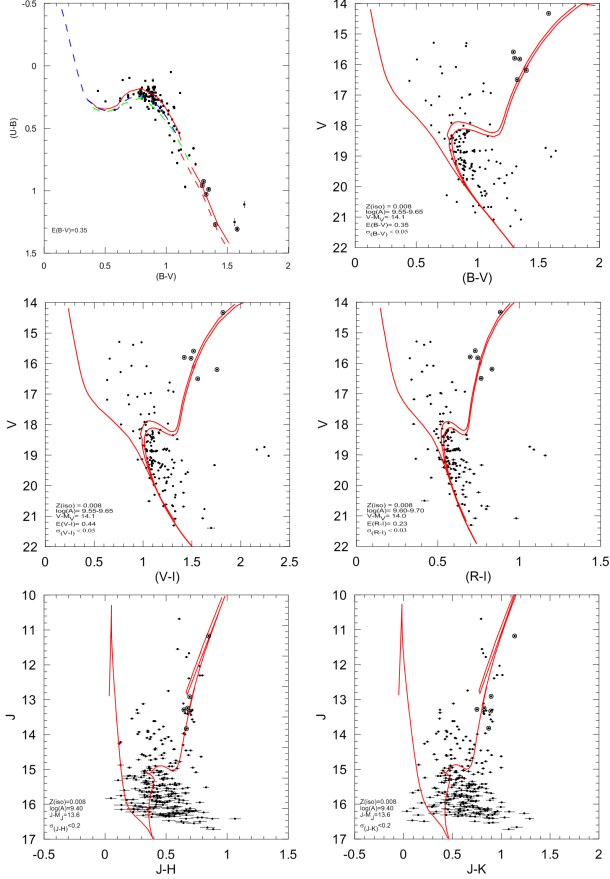 -0.5
0
0.5
1
1.5
(U-B)
0
0.5
1
1.5
2
(B-V)
E(B-V)=0.35
14
15
16
17
18
19
20
21
22
V
0
0.5
1
1.5
2
(B-V)
Z(iso) = 0.008
log(A)= 9.55-9.65
V-M_V= 14.1
E(B-V)= 0.35
σ(B-V) < 0.05
14
15
16
17
18
19
20
21
22
V
0
0.5
1
1.5
2
2.5
(V-I)
Z(iso) = 0.008
log(A)= 9.55-9.65
V-M_V= 14.1
E(V-I)= 0.44
σ(V-I) < 0.05
14
15
16
17
18
19
20
21
22
V
0
0.5
1
1.5
(R-I)
Z(iso) = 0.008
log(A)= 9.60-9.70
V-M_V= 14.0
E(R-I)= 0.23
σ(R-I) < 0.03
10
11
12
13
14
15
16
17
J
-0.5
0
0.5
1
1.5
J-H
Z(iso)=0.008
log(A)=9.40
J-M_J=13.6
σ(J-H)<0.2
10
11
12
13
14
15
16
17
J
-0.5
0
0.5
1
1.5
2
J-K
Z(iso)=0.008
log(A)=9.40
J-M_J=13.6
σ(J-K)<0.2